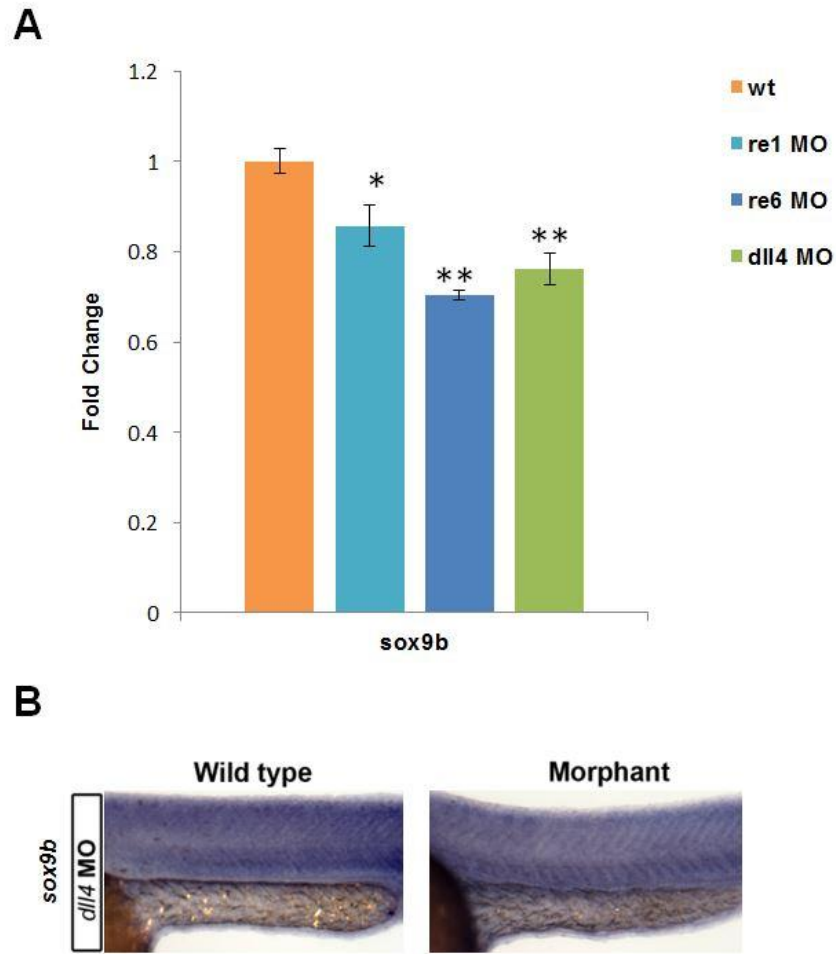 A
1.2
1
0.8
0.6
0.4
0.2
0
Fold Change
*
**
**
sox9b
wt
re1 MO
re6 MO
dll4 MO
B
Wild type
Morphant
sox9b
dll4 MO